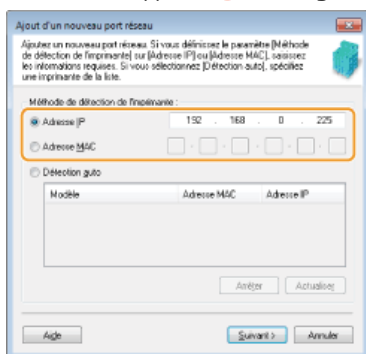 Ajout d'un nouveau port réseau
Ajoutez un nouveau port réseau. Si vous définissez le paramètre [Méthode
de détection de l'imprimante] sur [Adresse IP] ou [Adresse MAC], saisissez
les informations requises. Si vous sélectionnez [Détection auto], spécifiez
une imprimante de la liste.
Méthode de détection de l'imprimante :
Adresse IP 192 . 168 . 0 . 225
Adresse MAC - - - - -
Détection auto
Modèle Adresse MAC Adresse IP
Arrêter Actualiser
Aide Suivant > Annuler